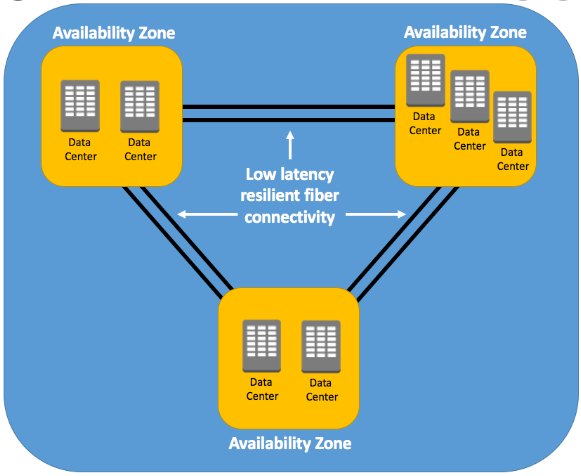 Availability Zone
Availability Zone
Data
Center
Data
Center
Data
Center
Data
Center
Data
Center
Low latency
resilient fiber
connectivity
Data
Center
Data
Center
Availability Zone